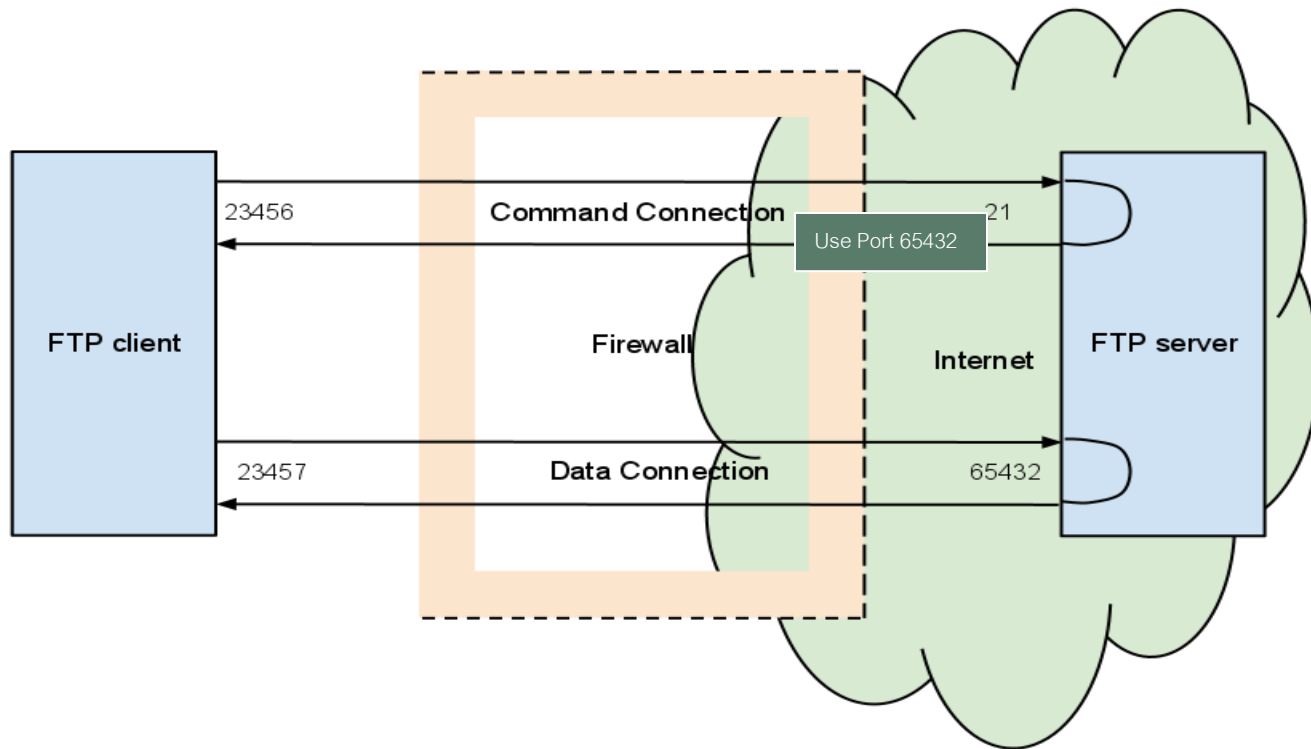 23456
Command Connection
21
Use Port 65432
FTP client
Firewall
Internet
FTP server
23457
Data Connection
65432